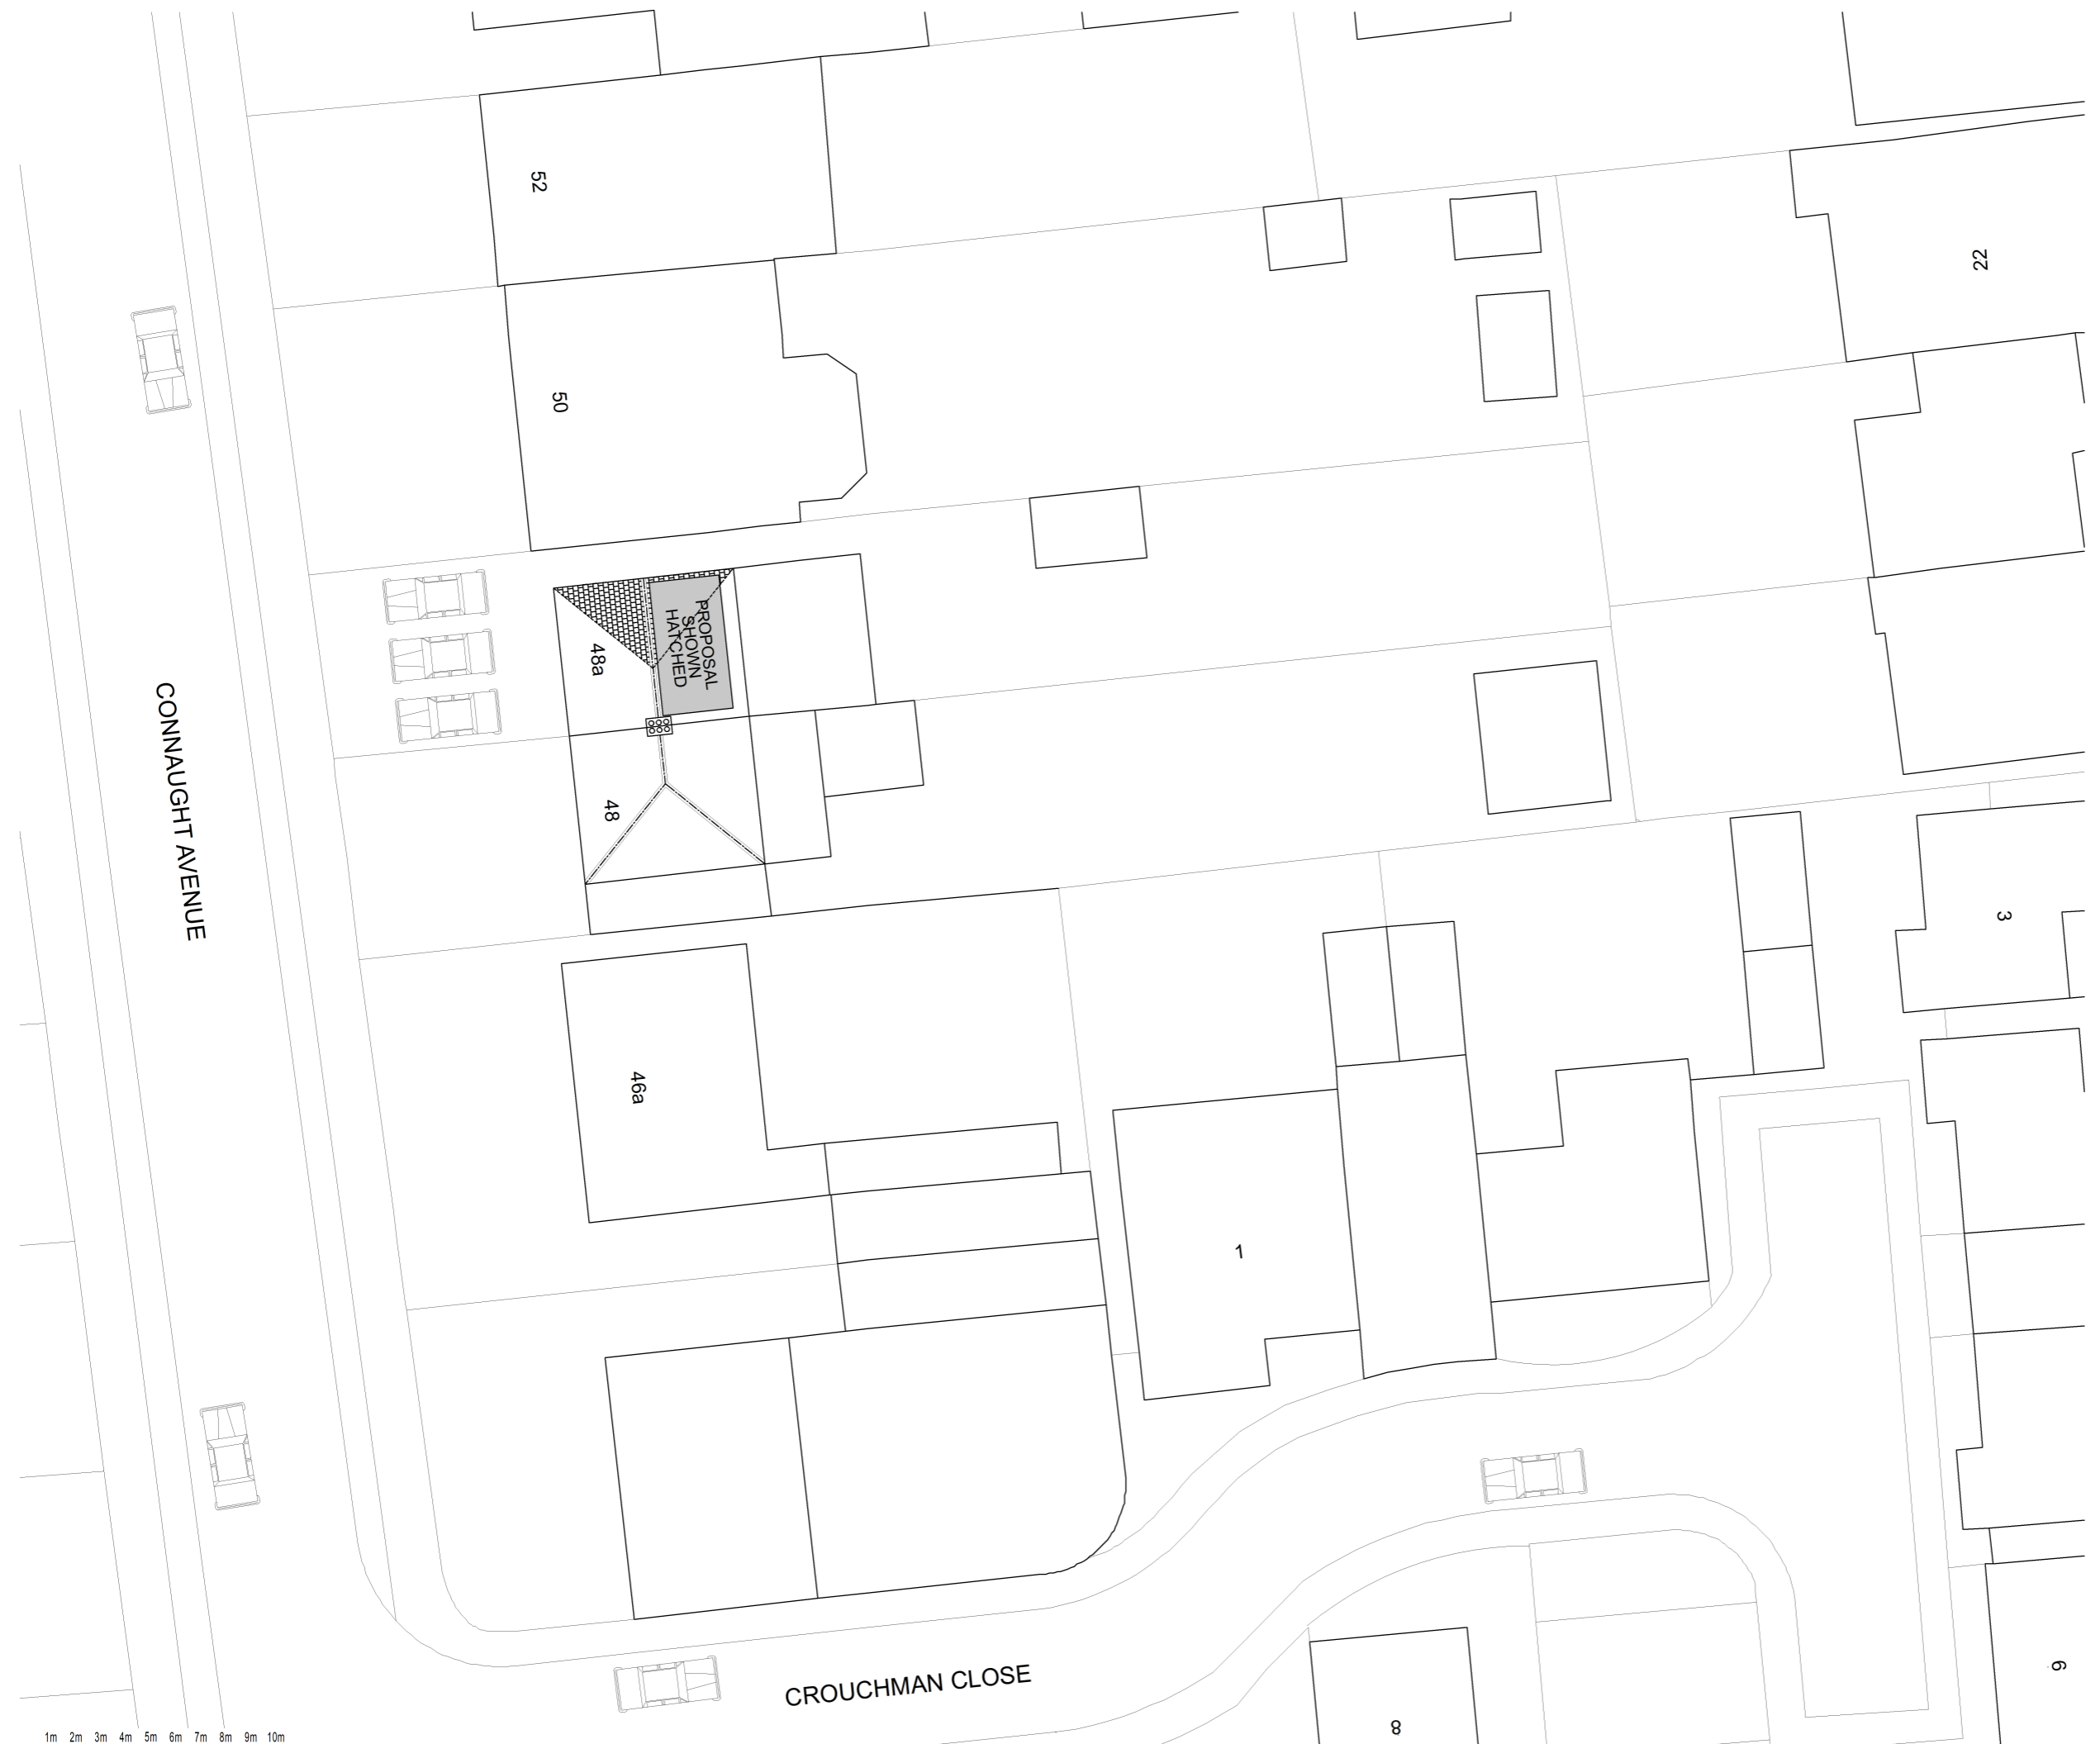 52
22
50
PROPOSAL
SHOWN
HATCHED
48a
CONNAUGHT AVENUE
48
3
46a
1
9
CROUCHMAN CLOSE
8
1m 2m 3m 4m 5m 6m 7m 8m 9m 10m